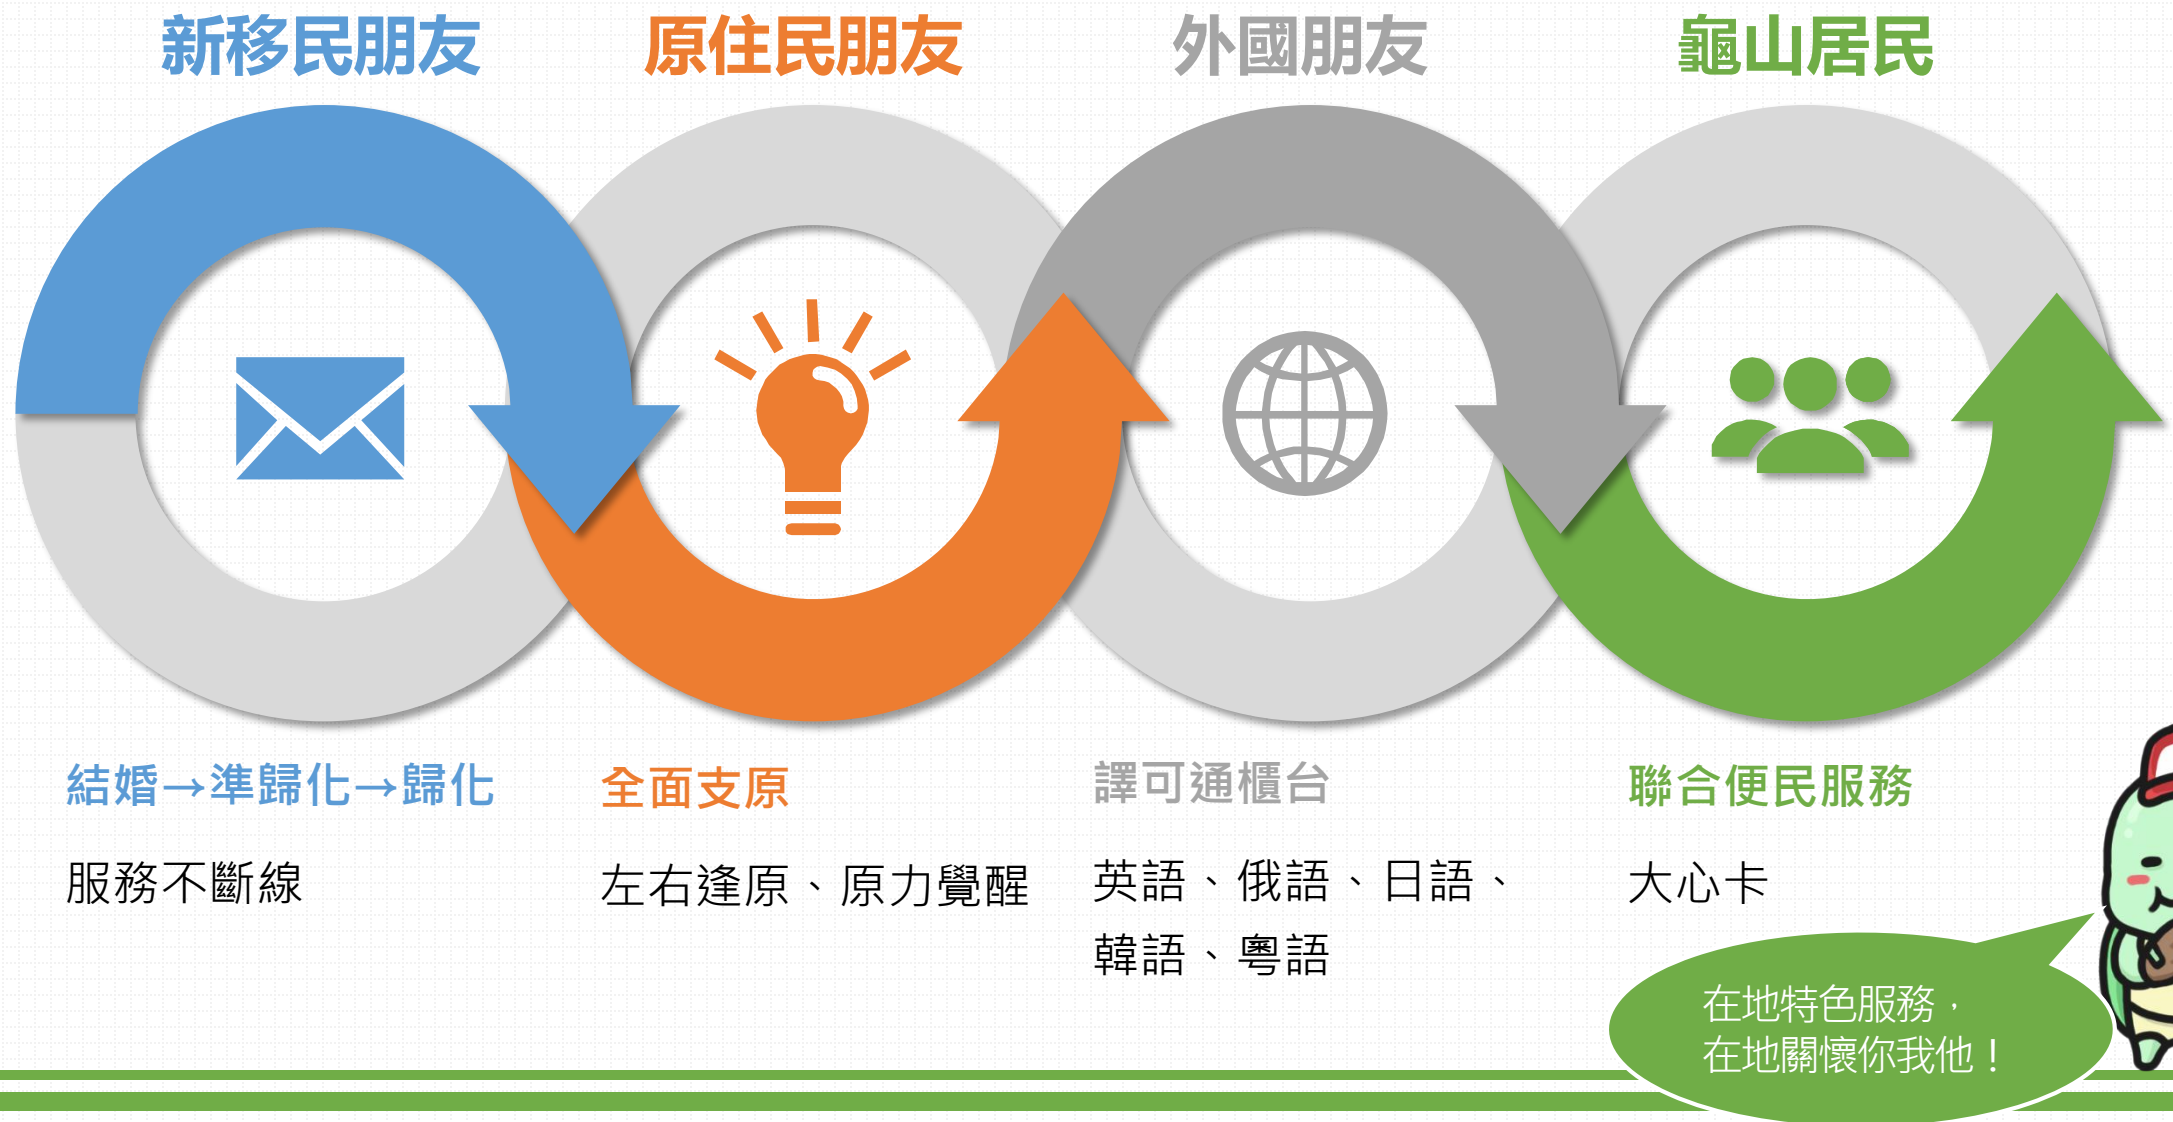 新移民朋友
原住民朋友
外國朋友
龜山居民
結婚→準歸化→歸化
服務不斷線
全面支原
左右逢原、原力覺醒
譯可通櫃台
英語、俄語、日語、
韓語、粵語
聯合便民服務
大心卡
在地特色服務，
在地關懷你我他！